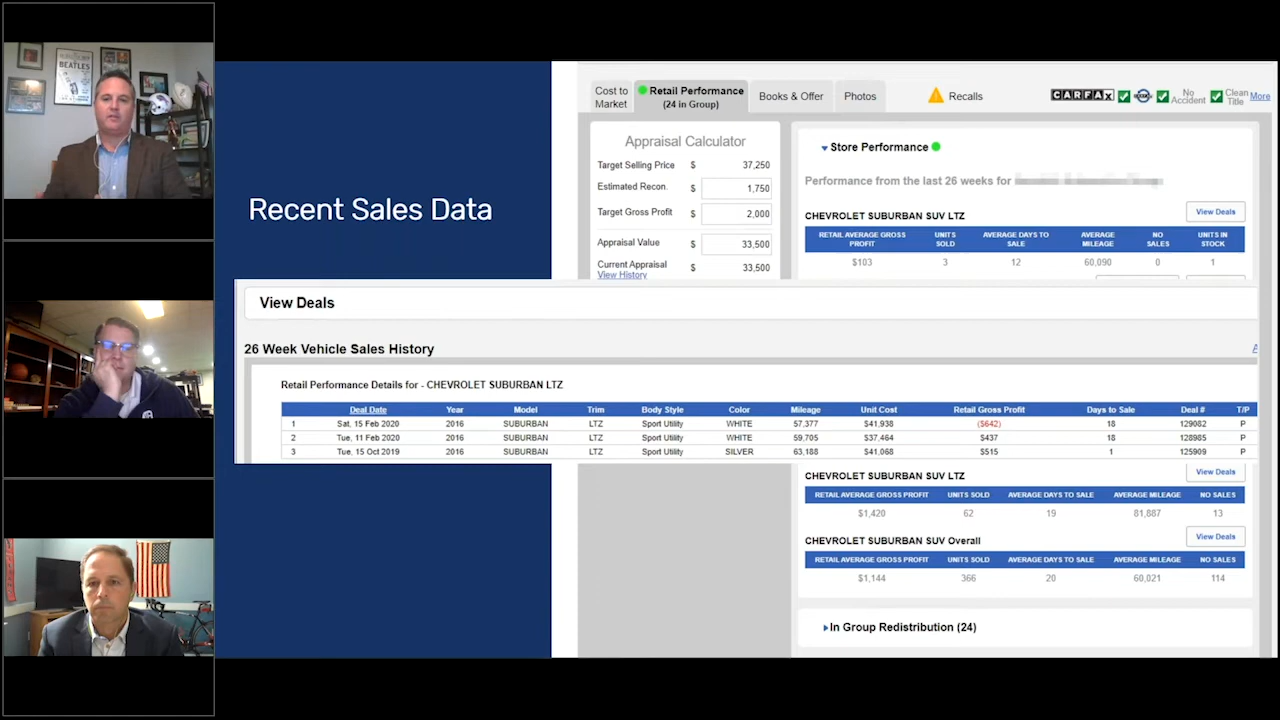 BEATLES
Recent Sales Data
Cost to Market
Retail Performance (24 in Group)
Books & Offer
Photos
Recalls
CARFAX
No Accident
Clean Title
More
Appraisal Calculator
Target Selling Price $ 37,250
Estimated Recon. $ 1,750
Target Gross Profit $ 2,000
Appraisal Value $ 33,500
Current Appraisal $ 33,500
View History
Store Performance
Performance from the last 26 weeks for
CHEVROLET SUBURBAN SUV LTZ
View Deals
RETAIL AVERAGE GROSS PROFIT UNITS SOLD AVERAGE DAYS TO SALE AVERAGE MILEAGE NO SALES UNITS IN STOCK
$103 3 12 60,090 0 1
View Deals
26 Week Vehicle Sales History
Retail Performance Details for - CHEVROLET SUBURBAN LTZ
Deal Date Year Model Trim Body Style Color Mileage Unit Cost Retail Gross Profit Days to Sale Deal # T/P
1 Sat, 15 Feb 2020 2016 SUBURBAN LTZ Sport Utility WHITE 57,377 $41,938 ($642) 18 129082 P
2 Tue, 11 Feb 2020 2016 SUBURBAN LTZ Sport Utility WHITE 59,705 $37,464 $437 18 128985 P
3 Tue, 15 Oct 2019 2016 SUBURBAN LTZ Sport Utility SILVER 63,188 $41,068 $515 1 125909 P
CHEVROLET SUBURBAN SUV LTZ
View Deals
RETAIL AVERAGE GROSS PROFIT UNITS SOLD AVERAGE DAYS TO SALE AVERAGE MILEAGE NO SALES
$1,420 62 19 81,887 13
CHEVROLET SUBURBAN SUV Overall
View Deals
RETAIL AVERAGE GROSS PROFIT UNITS SOLD AVERAGE DAYS TO SALE AVERAGE MILEAGE NO SALES
$1,144 366 20 60,021 114
In Group Redistribution (24)